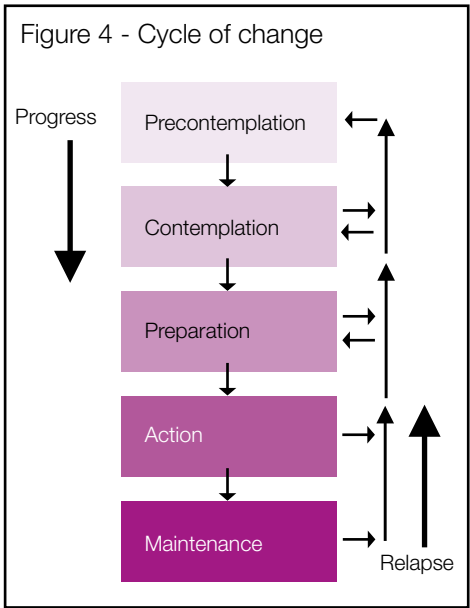 Figure 4 - Cycle of change
Progress
Precontemplation
Contemplation
Preparation
Action
Maintenance
Relapse